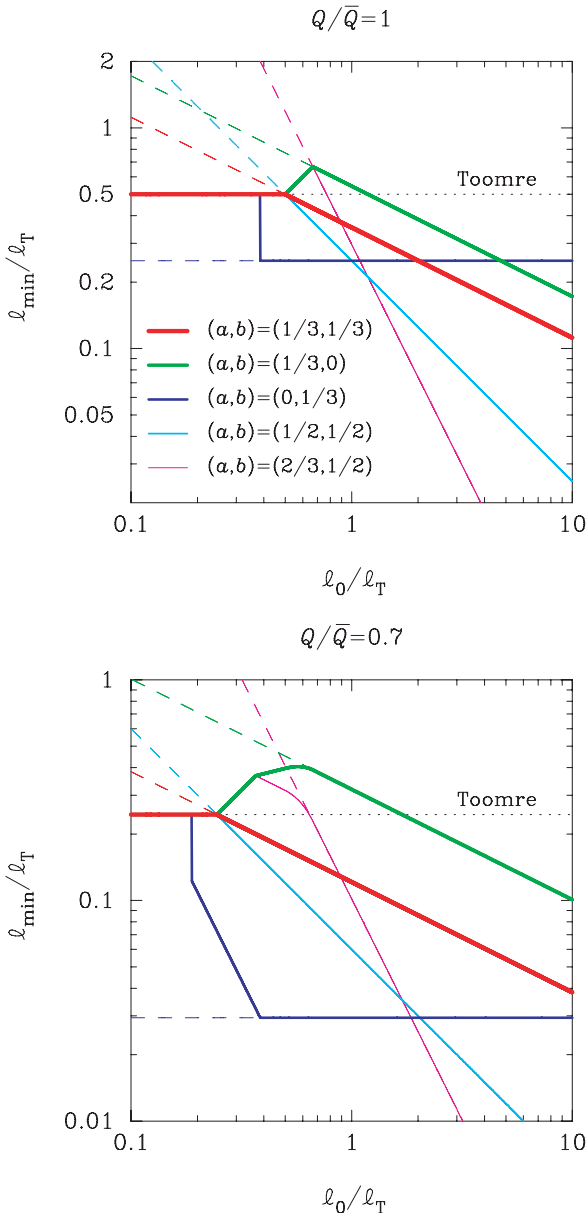 Q/Q̅=1
2
1
0.5
0.2
0.1
0.05
ℓmin/ℓT
Toomre
(a,b)=(1/3,1/3)
(a,b)=(1/3,0)
(a,b)=(0,1/3)
(a,b)=(1/2,1/2)
(a,b)=(2/3,1/2)
0.1 1 10
ℓ0/ℓT
Q/Q̅=0.7
1
0.1
0.01
ℓmin/ℓT
Toomre
0.1 1 10
ℓ0/ℓT